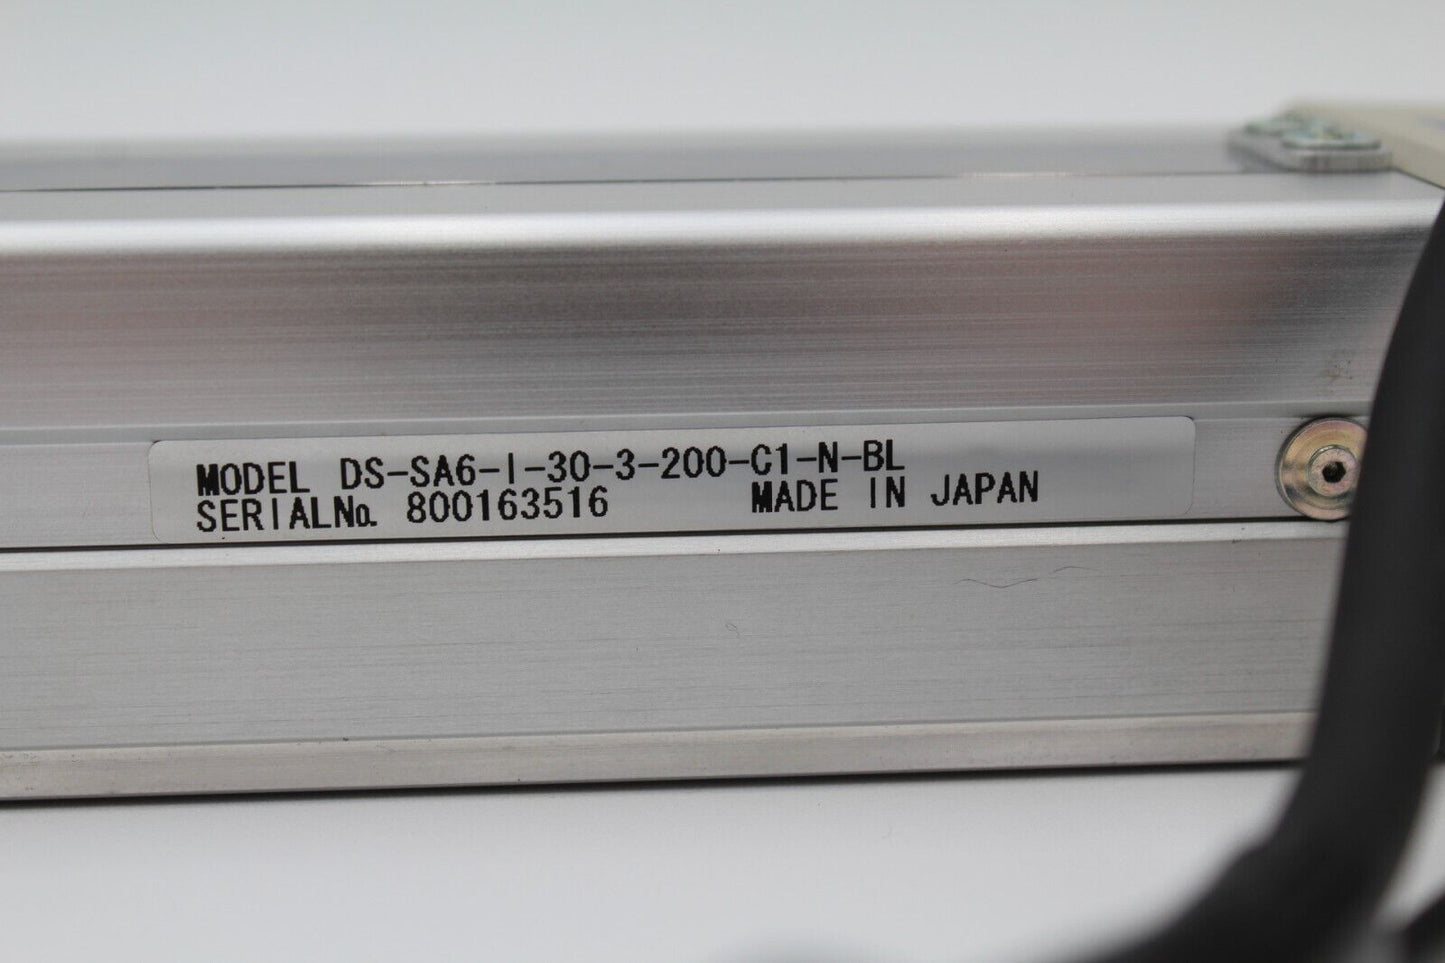 MODEL DS-SA6-I-30-3-200-C1-N-BL
SERIAL№. 800163516 MADE IN JAPAN